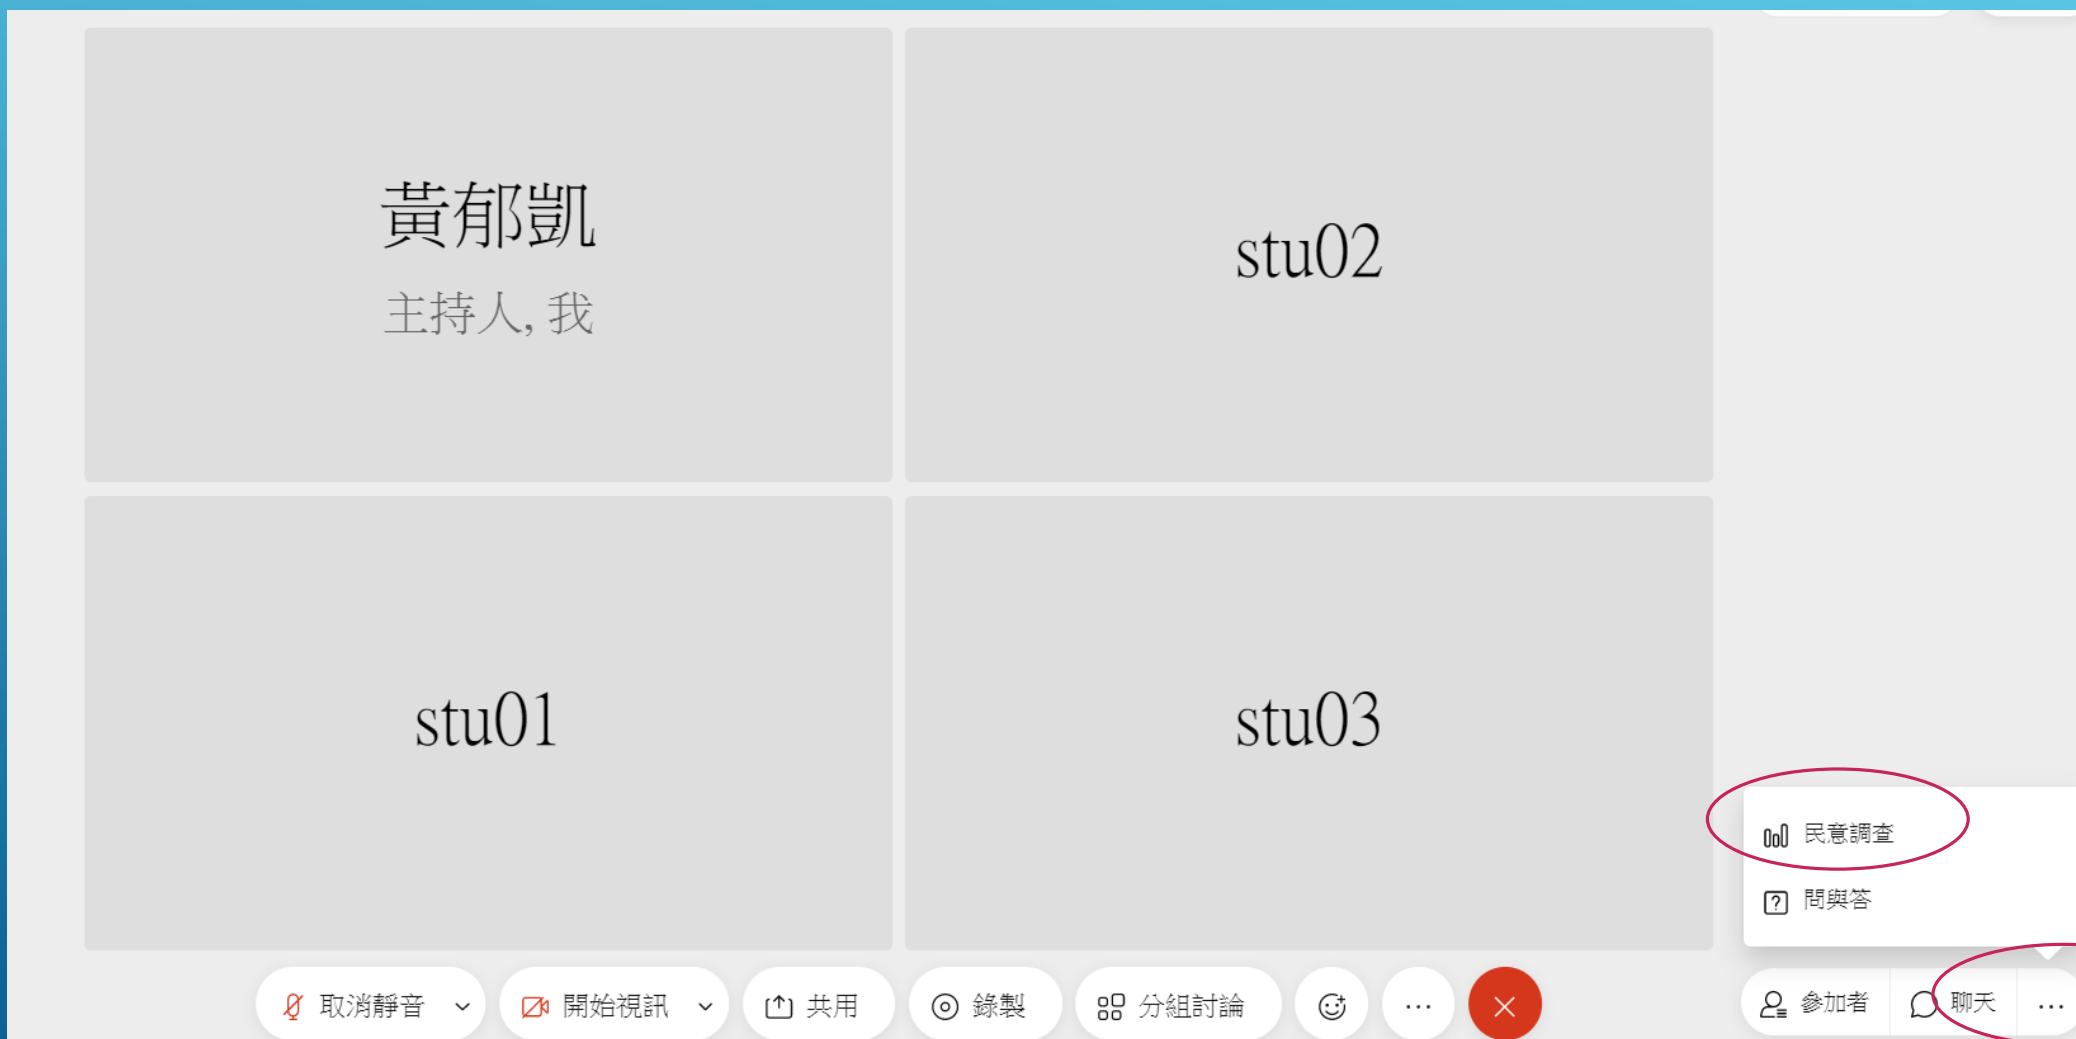 黃郁凱
主持人, 我
stu02
stu01
stu03
民意調查
問與答
取消靜音
開始視訊
共用
錄製
分組討論
參加者
聊天